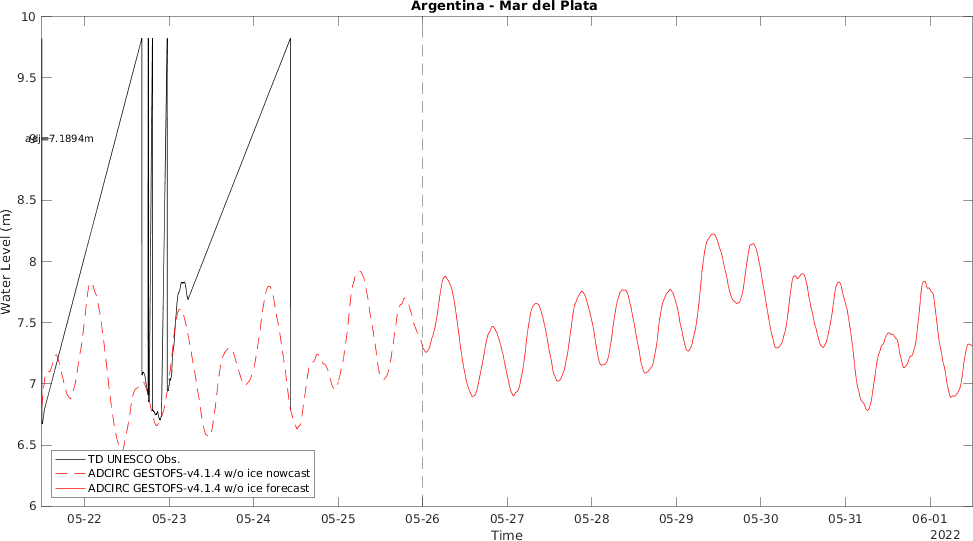 Argentina - Mar del Plata
10
9.5
9
adj=7.1894m
8.5
8
7.5
7
6.5
6
Water Level (m)
TD UNESCO Obs.
ADCIRC GESTOFS-v4.1.4 w/o ice nowcast
ADCIRC GESTOFS-v4.1.4 w/o ice forecast
05-22 05-23 05-24 05-25 05-26 05-27 05-28 05-29 05-30 05-31 06-01
Time
2022